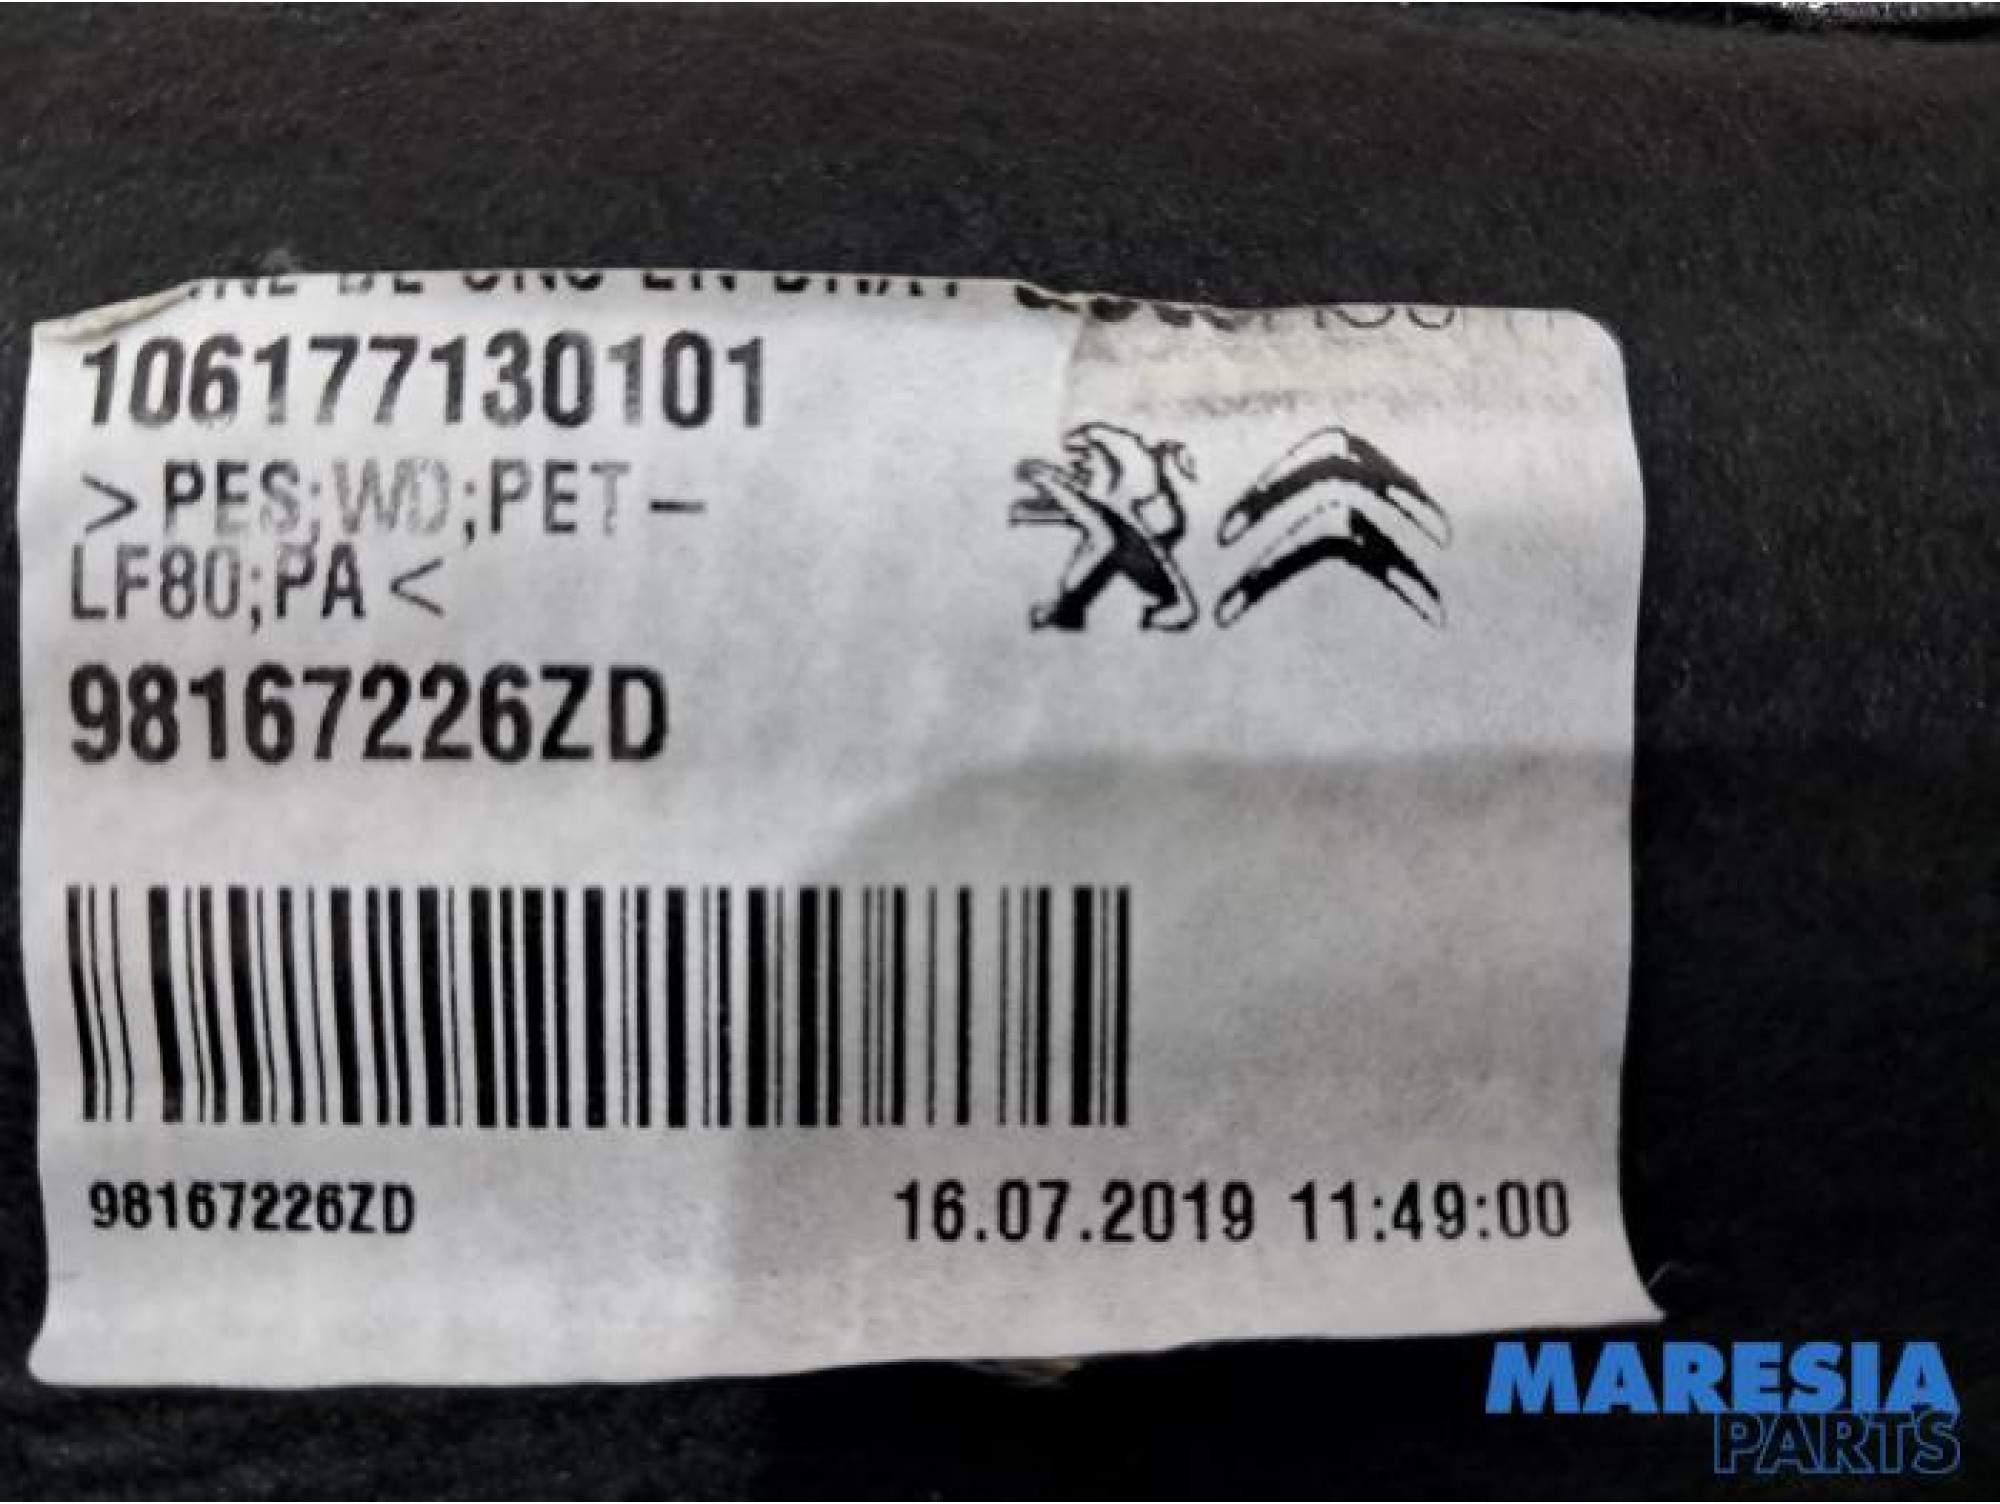 106177130101
>PES;WD;PET-
LF80;PA<
98167226ZD
98167226ZD
16.07.2019 11:49:00
MARESIA
PARTS